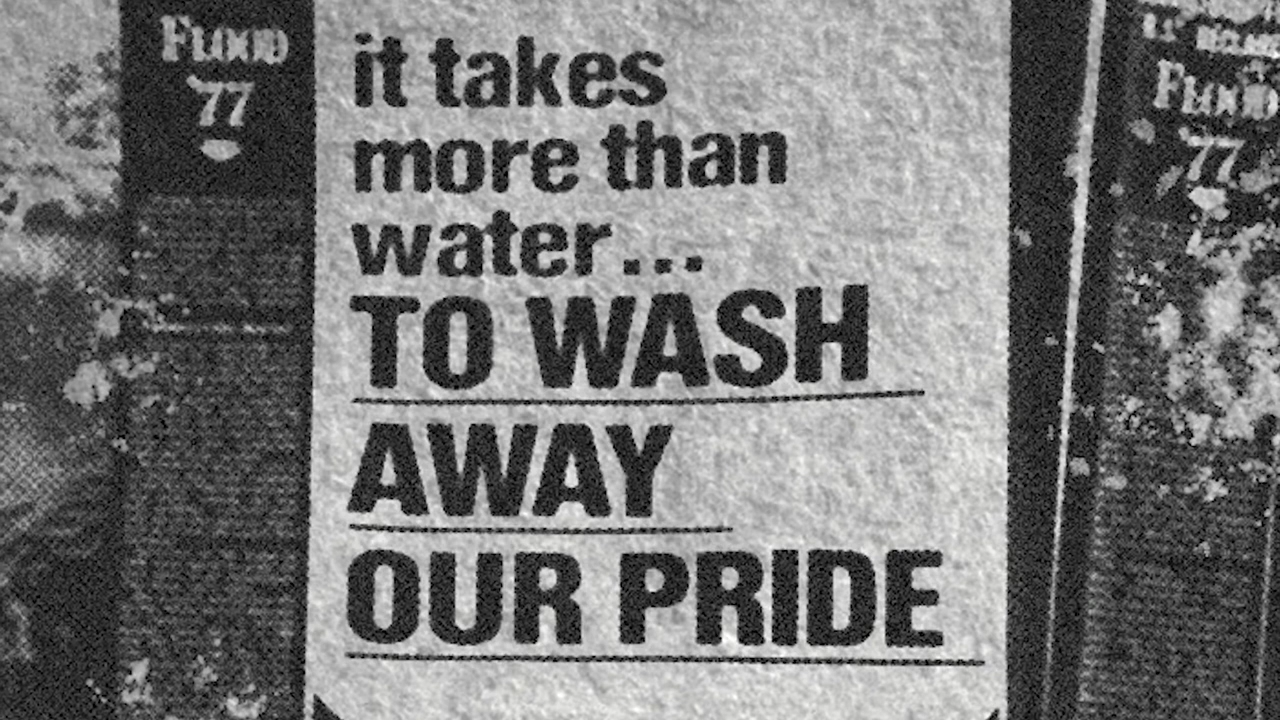 FLOOD
'77
it takes
more than
water...
TO WASH
AWAY
OUR PRIDE
FLOOD
'77